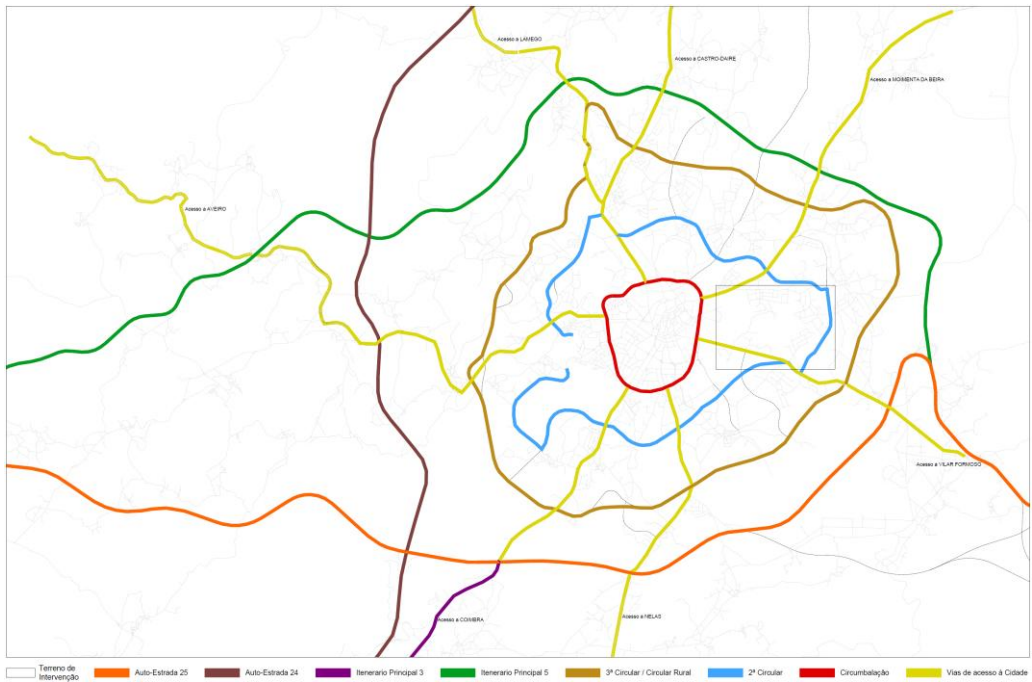 Acesso a LAMEGO
Acesso a CASTRO-DAIRE
Acesso a MOIMENTA DA BEIRA
Acesso a AVEIRO
Acesso a VILAR FORMOSO
Acesso a COIMBRA
Acesso a NELAS
Terreno de
Intervenção
Auto-Estrada 25
Auto-Estrada 24
Itenerario Principal 3
Itenerario Principal 5
3ª Circular / Circular Rural
2ª Circular
Circumbalação
Vias de acesso à Cidade